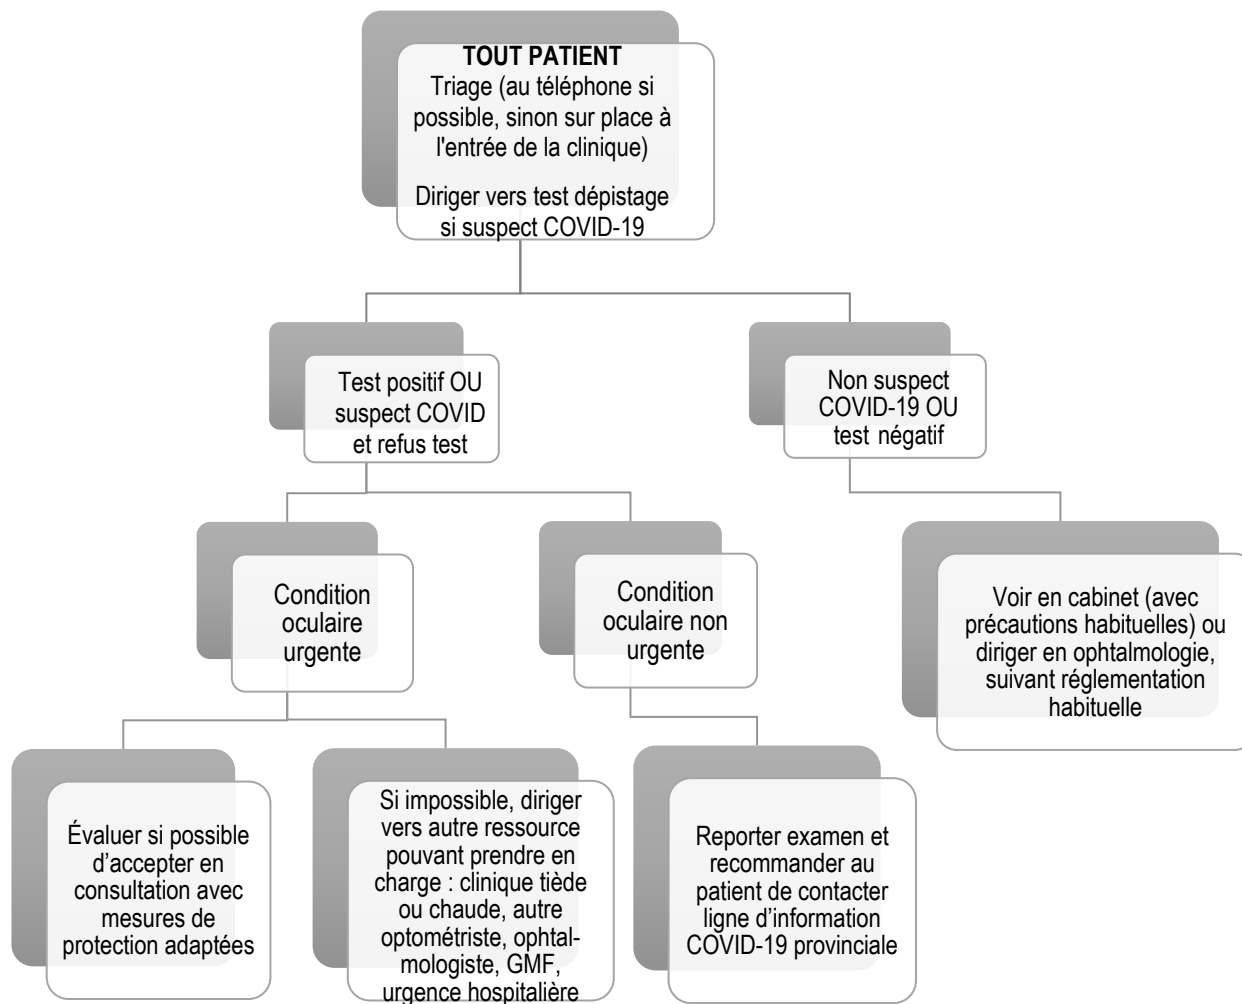 TOUT PATIENT
Triage (au téléphone si
possible, sinon sur place à
l'entrée de la clinique)
Diriger vers test dépistage
si suspect COVID-19
Test positif OU
suspect COVID
et refus test
Non suspect
COVID-19 OU
test négatif
Condition
oculaire
urgente
Condition
oculaire non
urgente
Voir en cabinet (avec
précautions habituelles) ou
diriger en ophtalmologie,
suivant réglementation
habituelle
Évaluer si possible
d’accepter en
consultation avec
mesures de
protection adaptées
Si impossible, diriger
vers autre ressource
pouvant prendre en
charge : clinique tiède
ou chaude, autre
optométriste, ophtal-
mologiste, GMF,
urgence hospitalière
Reporter examen et
recommander au
patient de contacter
ligne d’information
COVID-19 provinciale